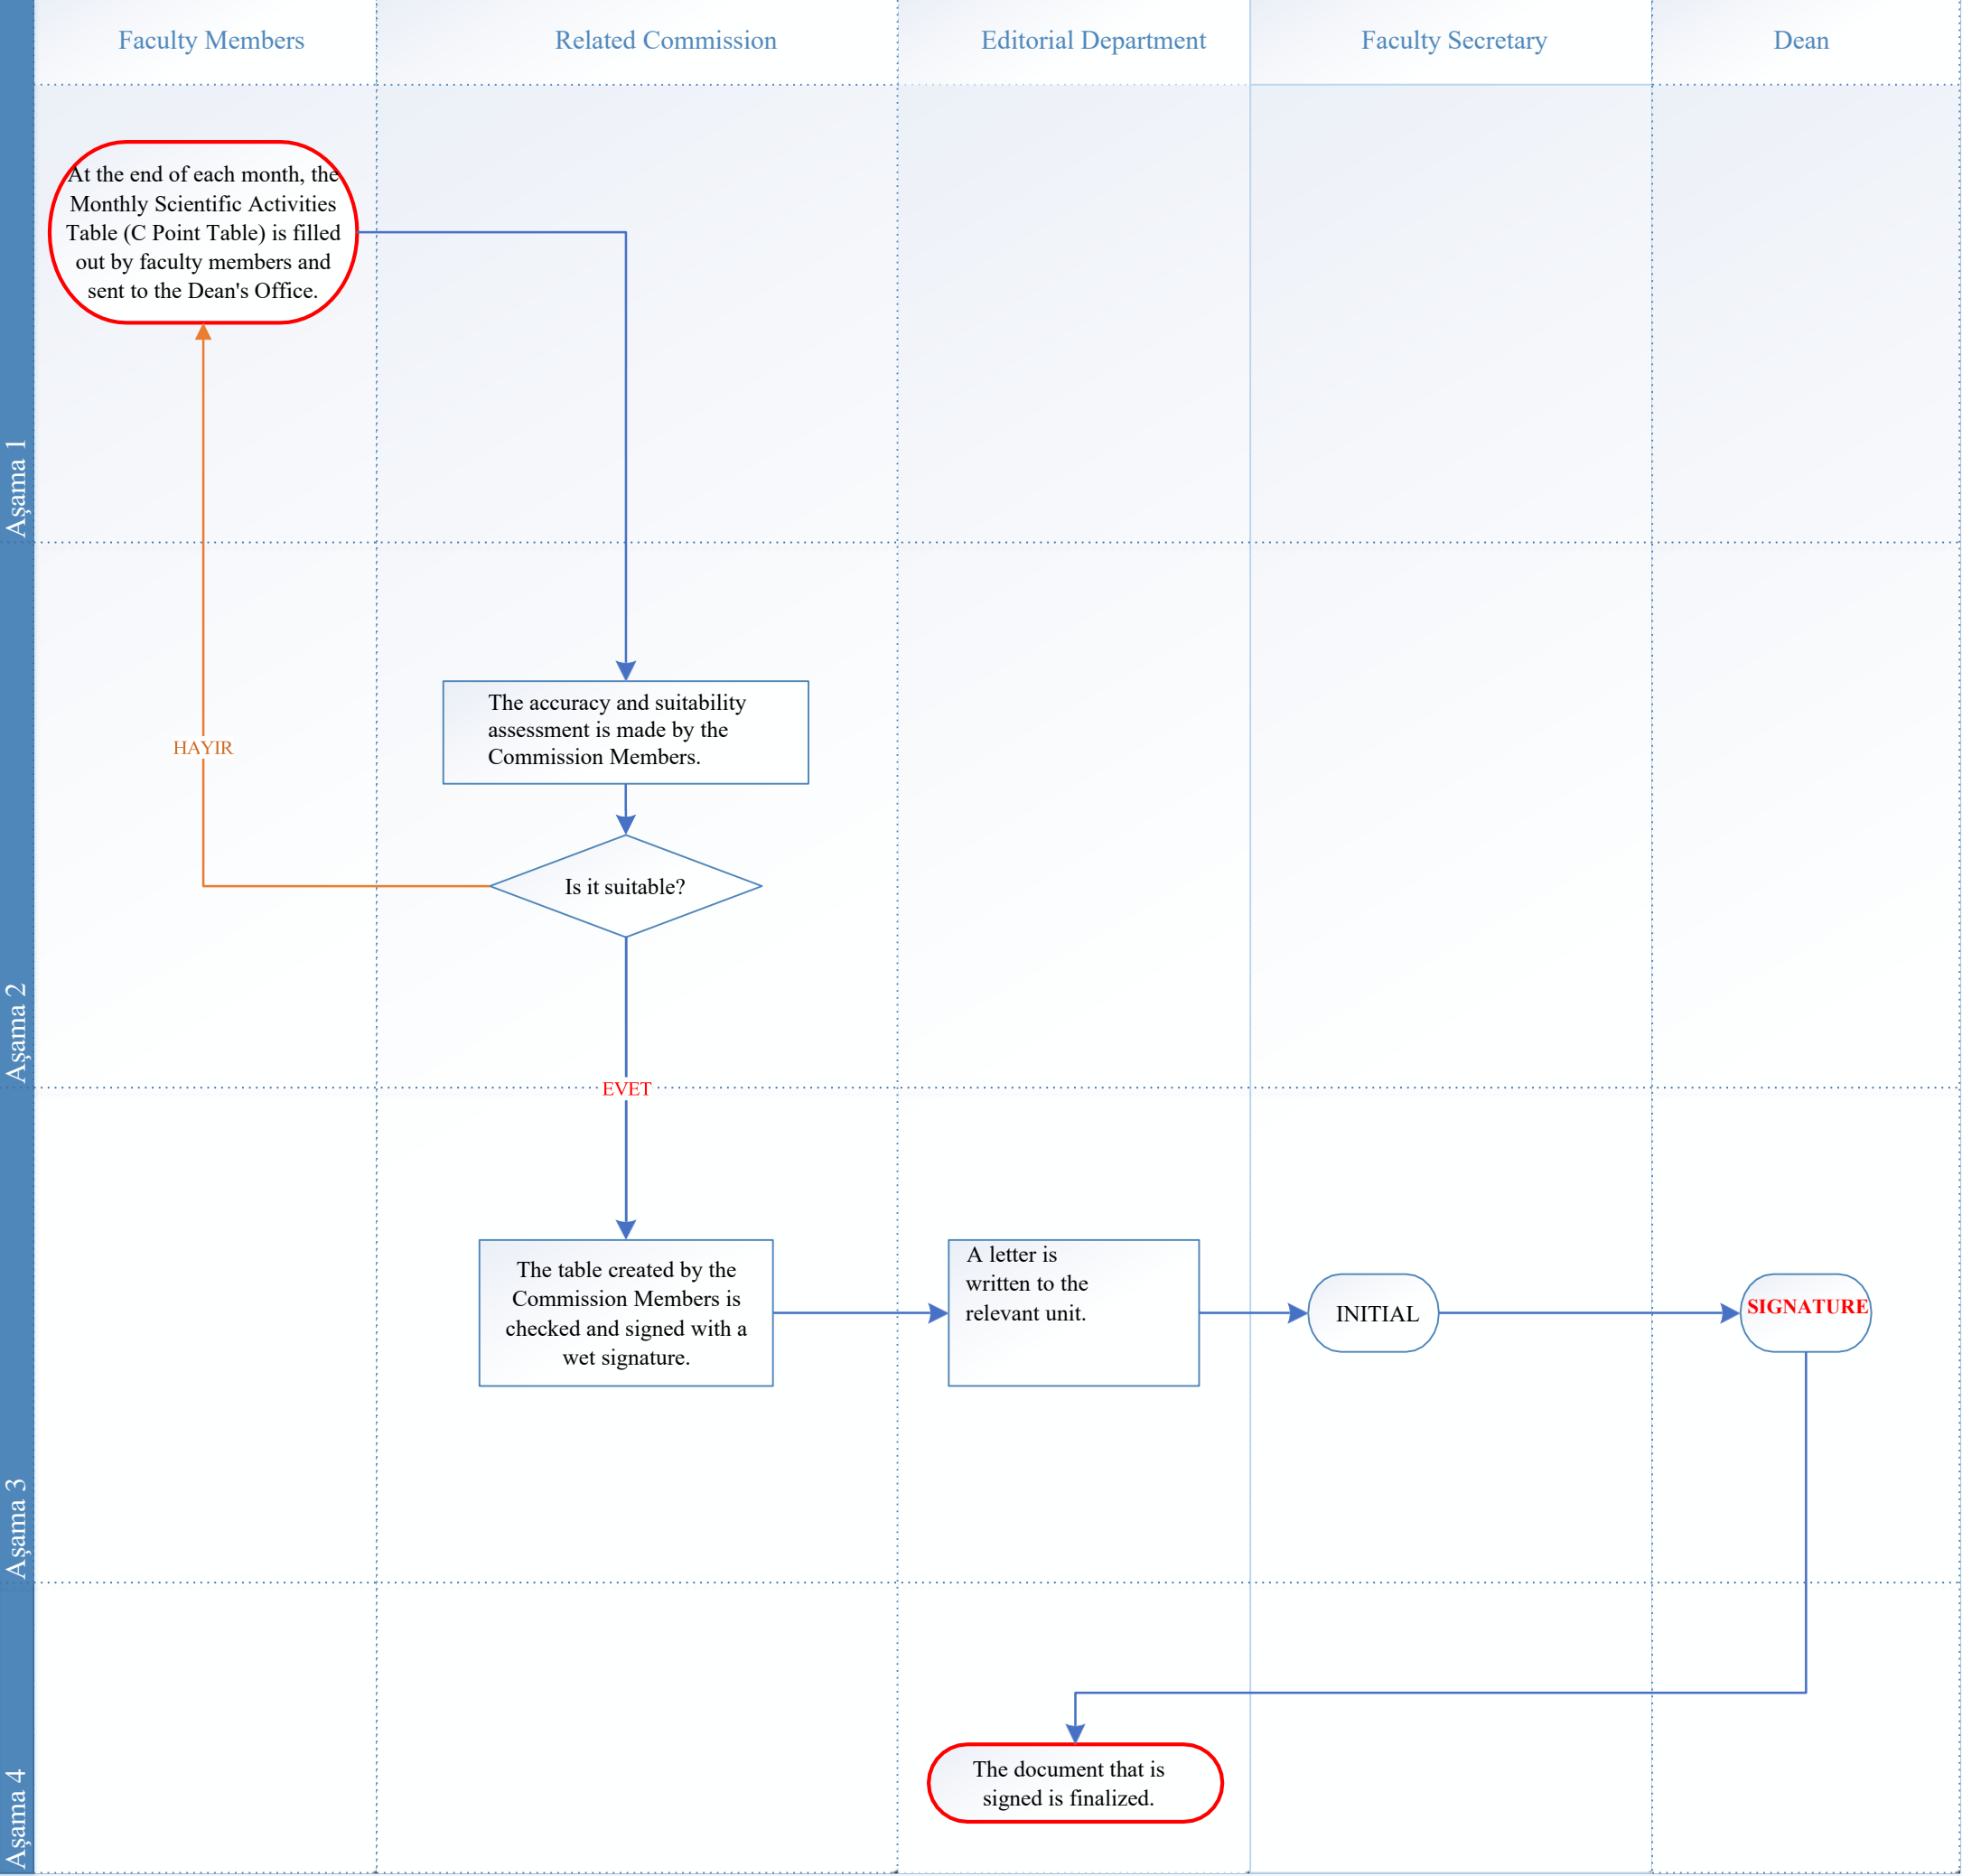 Faculty Members
Related Commission
Editorial Department
Faculty Secretary
Dean
Aşama 1
At the end of each month, the
Monthly Scientific Activities
Table (C Point Table) is filled
out by faculty members and
sent to the Dean's Office.
Aşama 2
The accuracy and suitability
assessment is made by the
Commission Members.
HAYIR
Is it suitable?
EVET
Aşama 3
The table created by the
Commission Members is
checked and signed with a
wet signature.
A letter is
written to the
relevant unit.
INITIAL
SIGNATURE
Aşama 4
The document that is
signed is finalized.